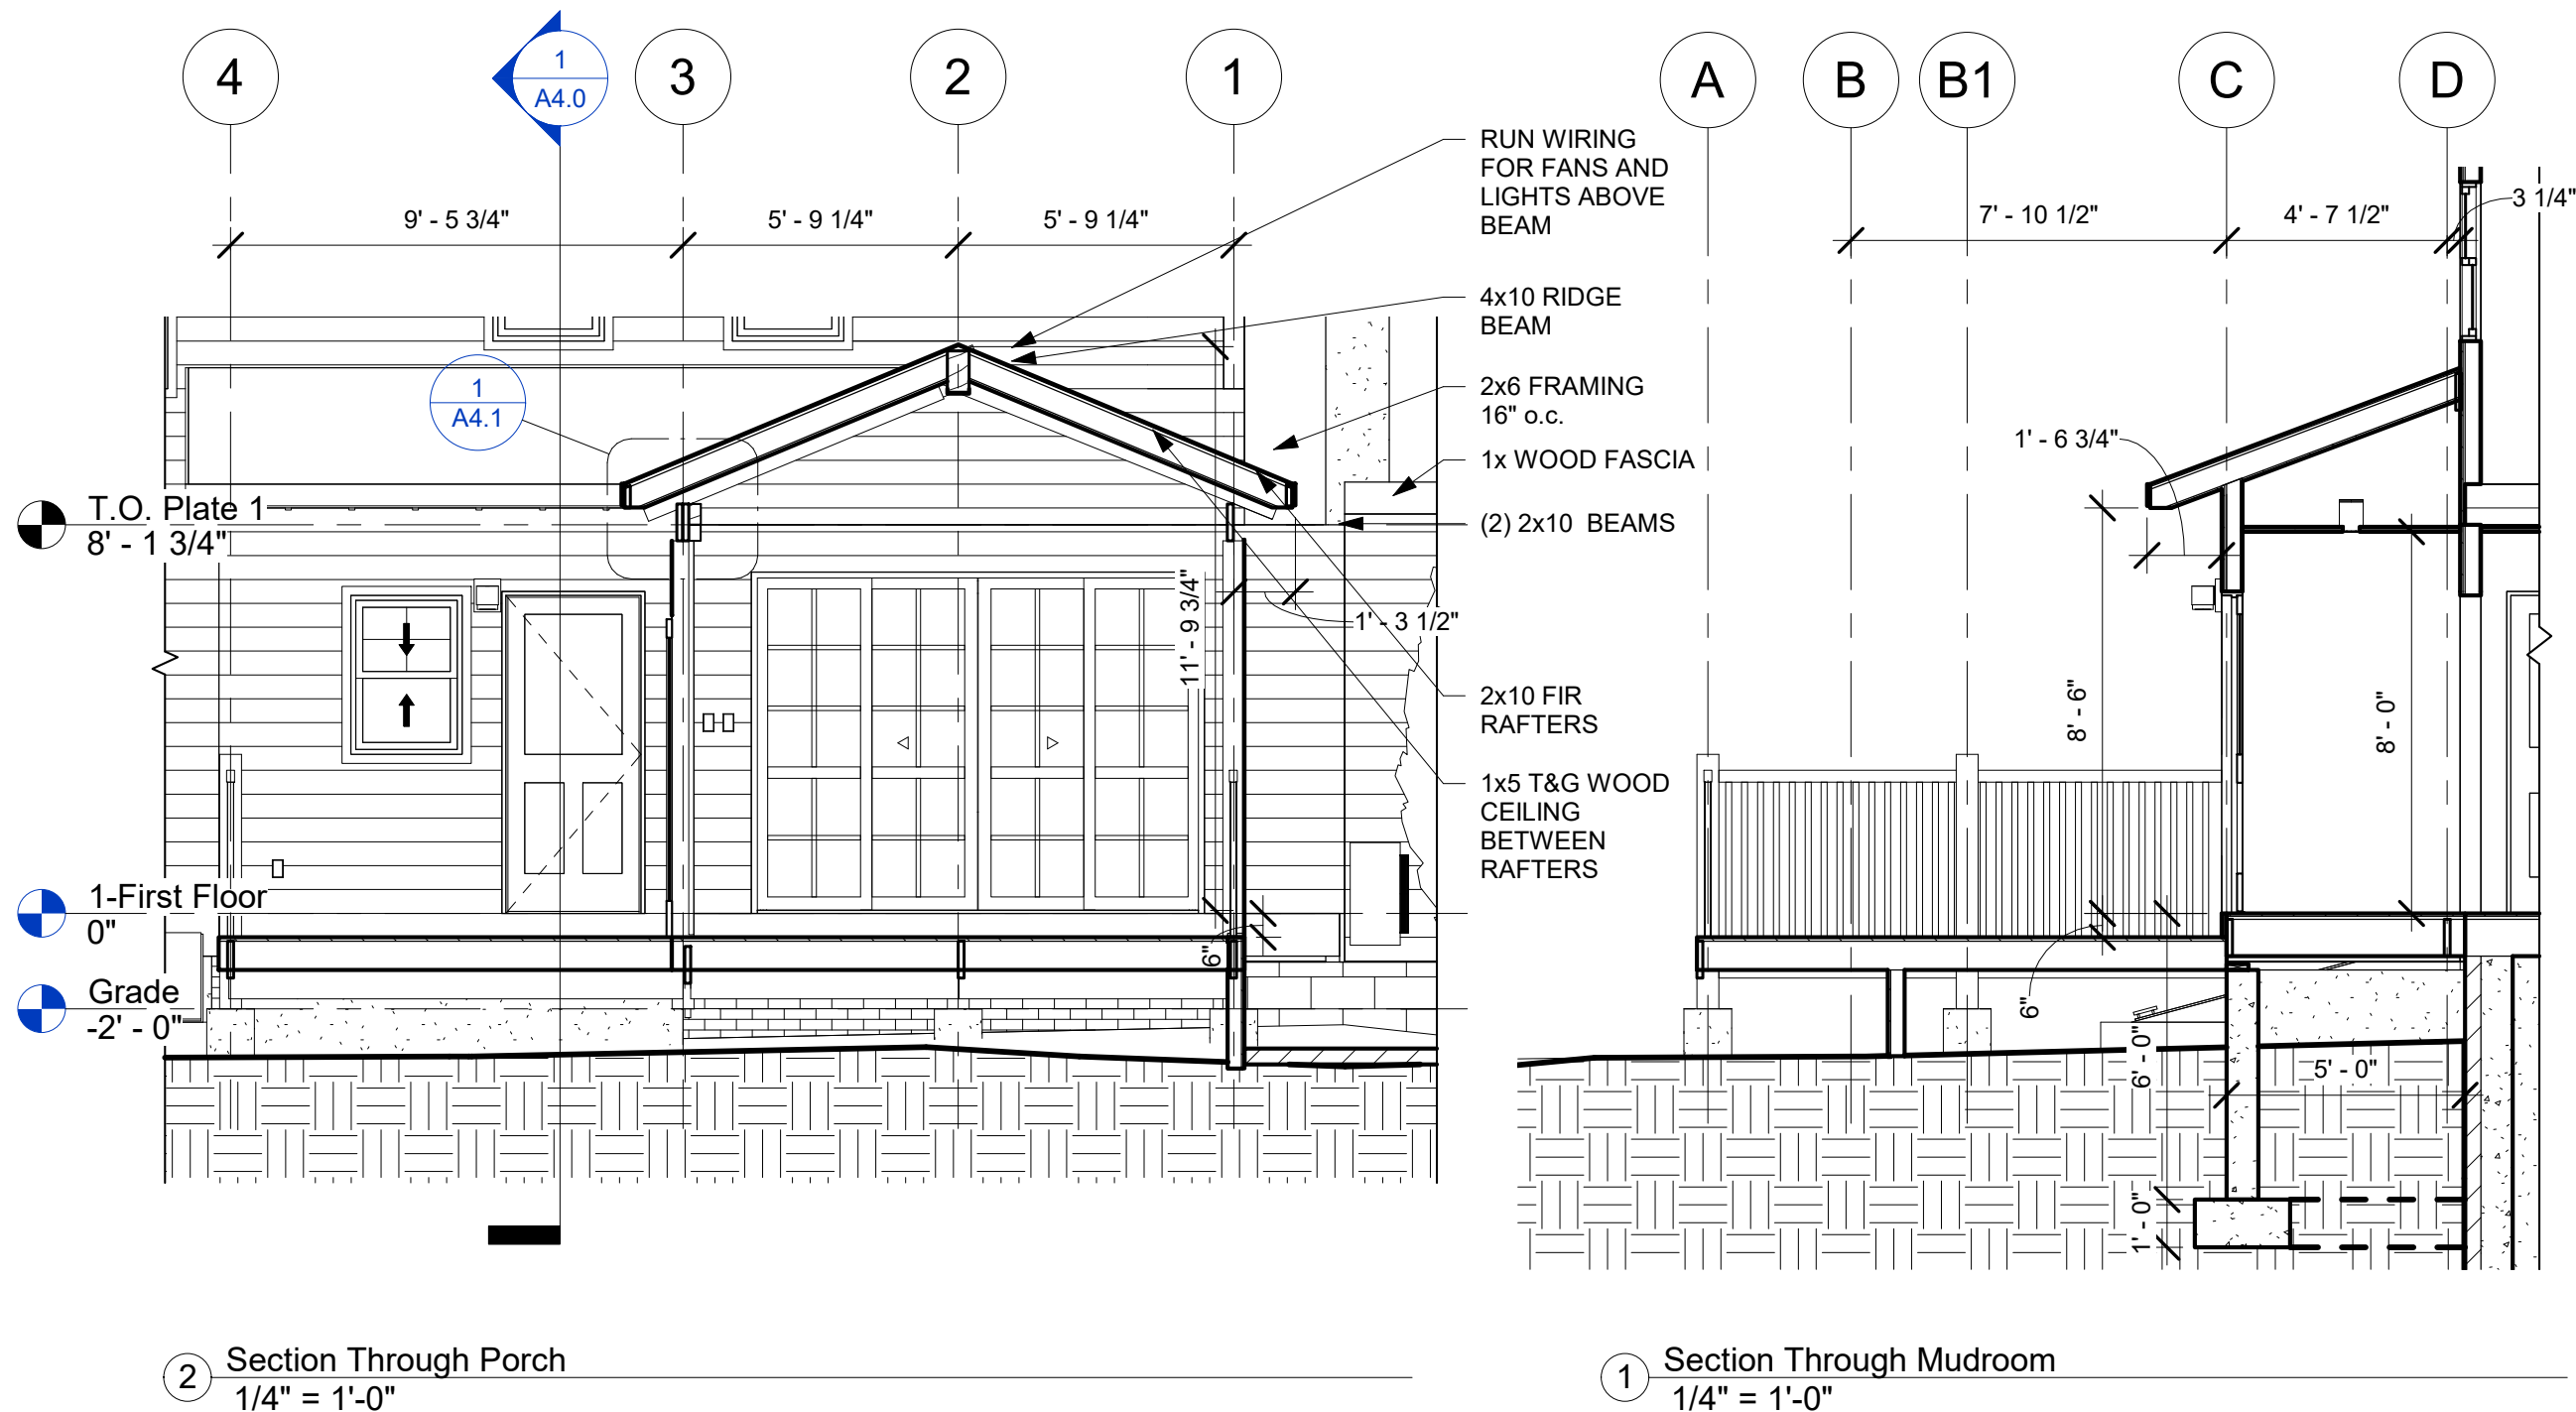 4
1
A4.0
3
2
1
A
B
B1
C
D
9' - 5 3/4"
5' - 9 1/4"
5' - 9 1/4"
7' - 10 1/2"
4' - 7 1/2"
3 1/4"
RUN WIRING
FOR FANS AND
LIGHTS ABOVE
BEAM
4x10 RIDGE
BEAM
2x6 FRAMING
16" o.c.
1x WOOD FASCIA
(2) 2x10 BEAMS
2x10 FIR
RAFTERS
1x5 T&G WOOD
CEILING
BETWEEN
RAFTERS
1
A4.1
T.O. Plate 1
8' - 1 3/4"
1-First Floor
0"
Grade
-2' - 0"
11' - 9 3/4"
1' - 3 1/2"
6"
1' - 6 3/4"
8' - 6"
8' - 0"
6"
6' - 0"
5' - 0"
1' - 0"
2
Section Through Porch
1/4" = 1'-0"
1
Section Through Mudroom
1/4" = 1'-0"